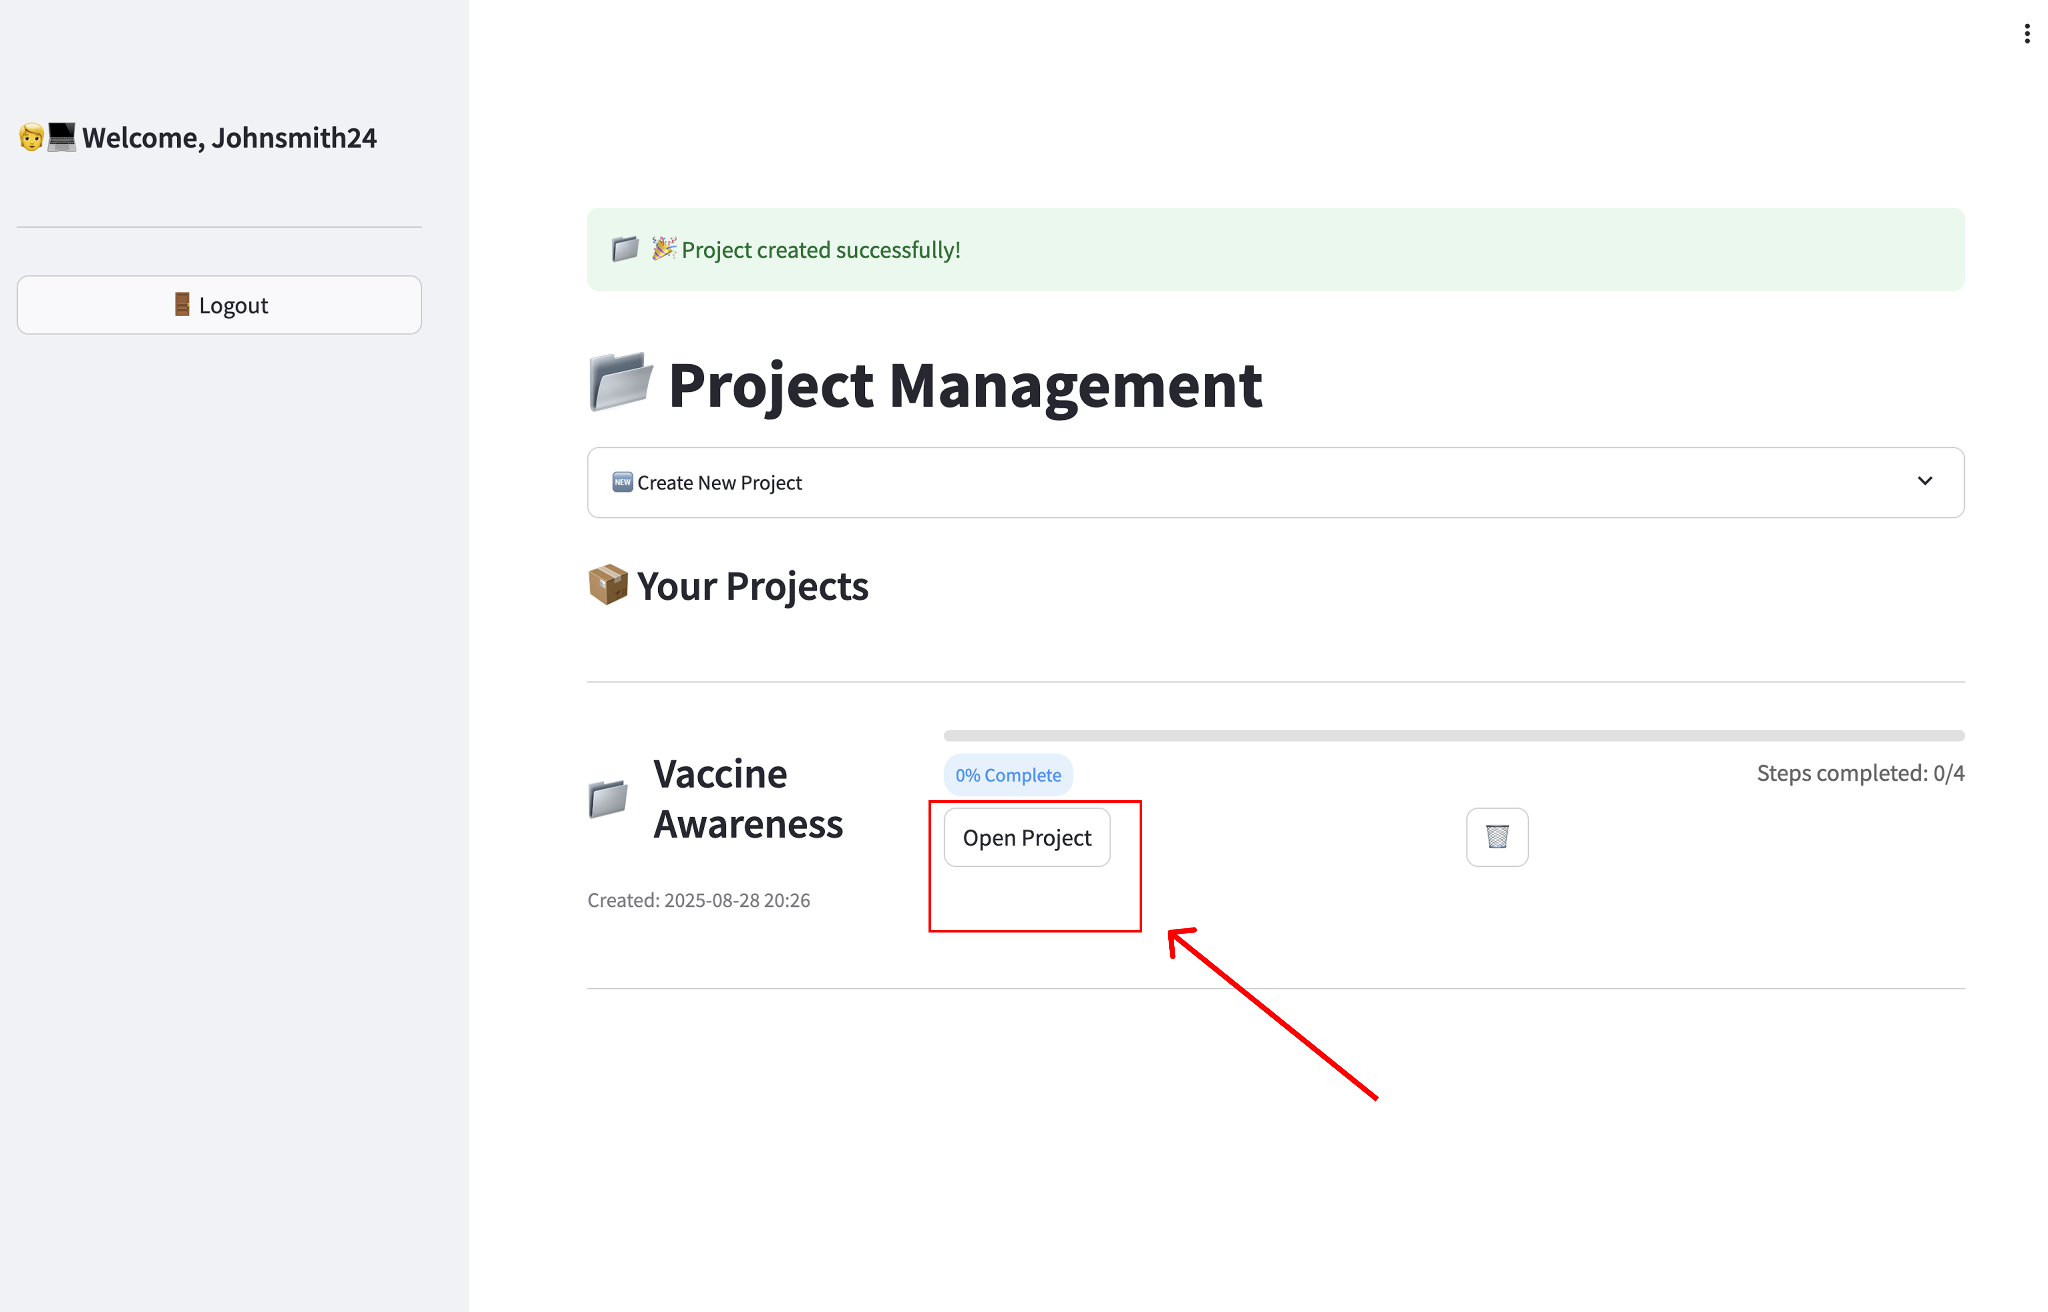 Welcome, Johnsmith24
Logout
Project created successfully!
Project Management
NEW Create New Project
Your Projects
Vaccine
Awareness
Created: 2025-08-28 20:26
0% Complete
Steps completed: 0/4
Open Project